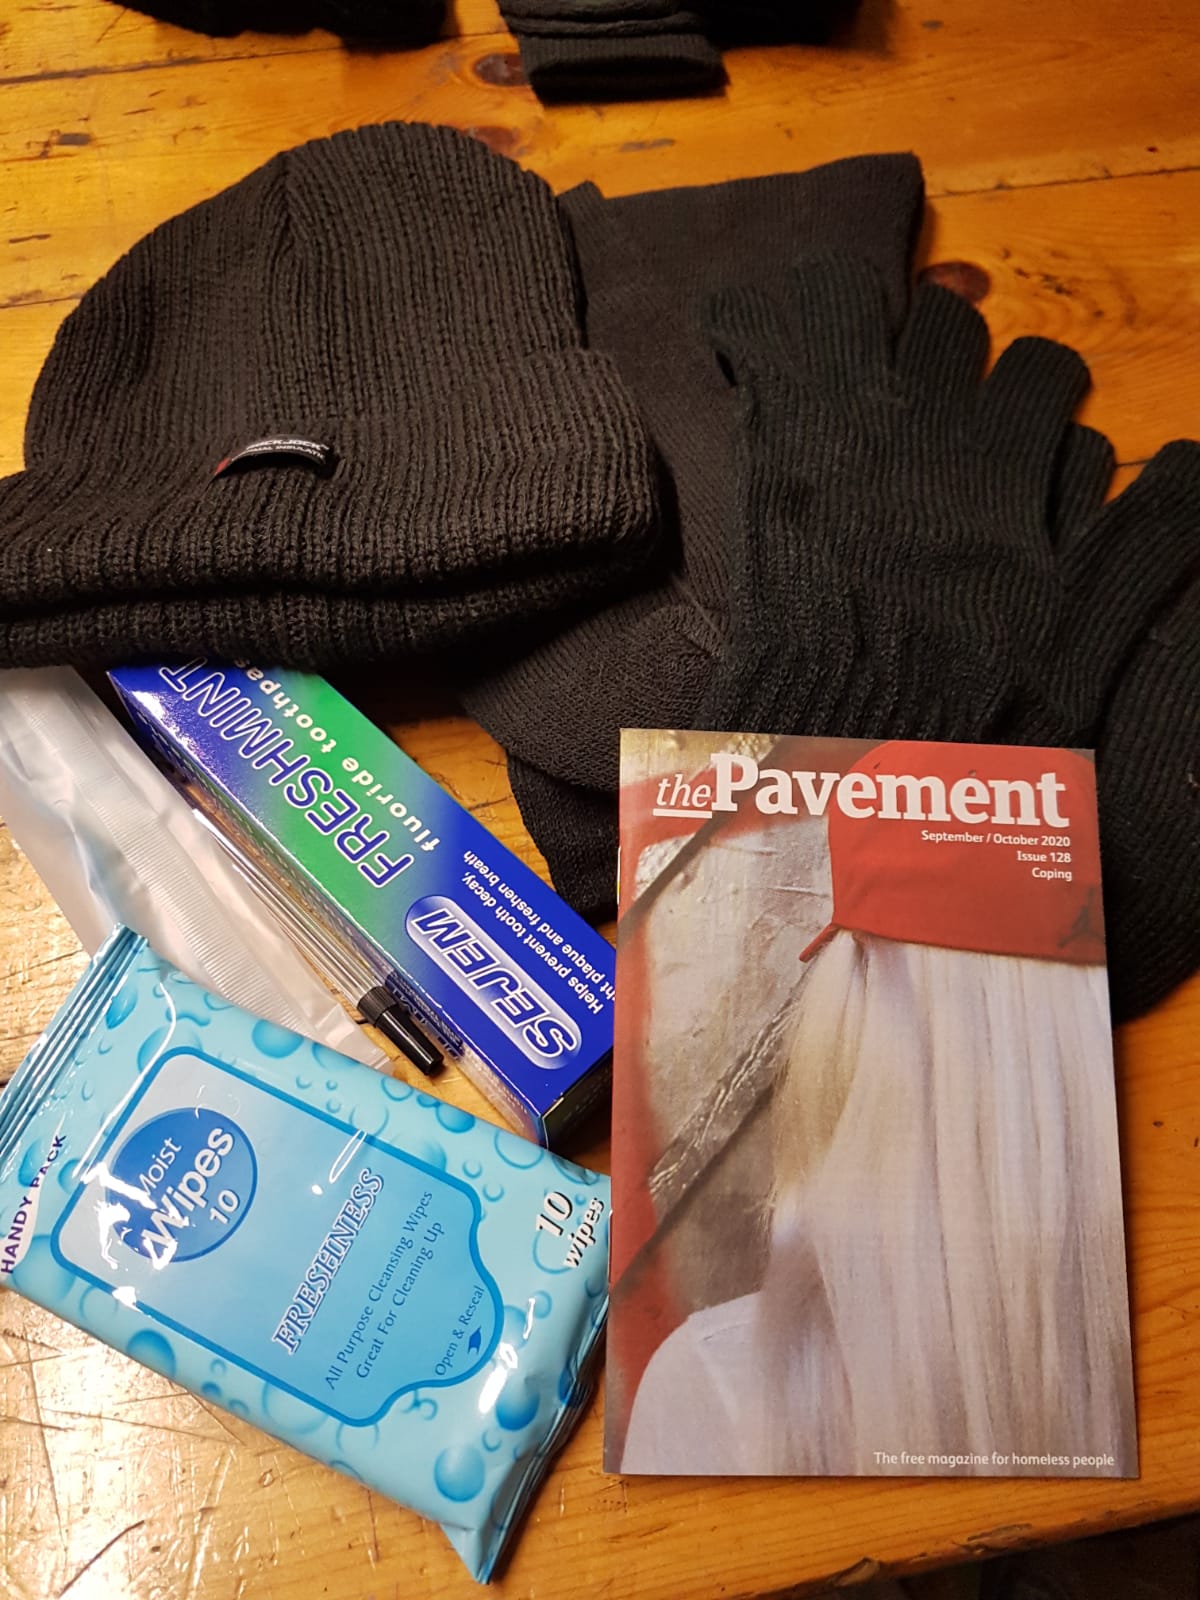 thePavement
September / October 2020
Issue 128
Coping
The free magazine for homeless people
FRESHMINT
fluoride
SEJEM
Helps prevent tooth decay,
plaque and freshen breath
HANDY PACK
Moist
Wipes
10
FRESHNESS
All Purpose Cleansing Wipes
Great For Cleaning Up
Open & Reseal
10
wipes